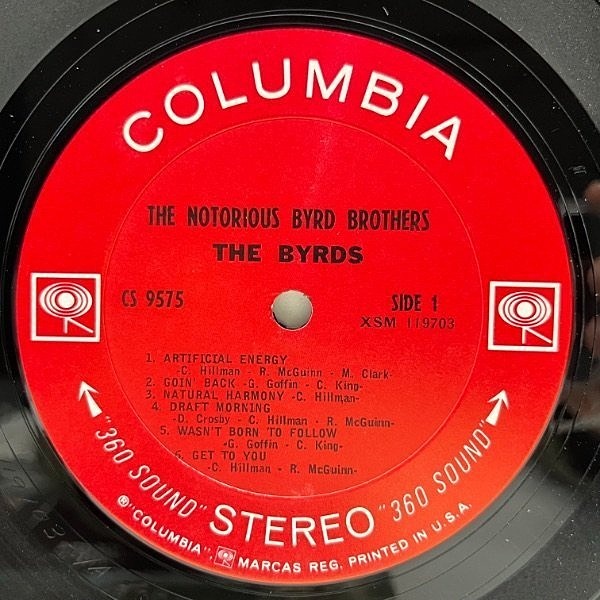 COLUMBIA
THE NOTORIOUS BYRD BROTHERS
THE BYRDS
CS 9575
SIDE 1
XSM 119703
1. ARTIFICIAL ENERGY
-C. Hillman - R. McGuinn - M. Clark-
2. GOIN' BACK -G. Goffin - C. King-
3. NATURAL HARMONY -C. Hillman-
4. DRAFT MORNING
-D. Crosby - C. Hillman - R. McGuinn-
5. WASN'T BORN TO FOLLOW
-G. Goffin - C. King-
6. GET TO YOU
-C. Hillman - R. McGuinn-
"360 SOUND" STEREO "360 SOUND"
® "COLUMBIA", MARCAS REG. PRINTED IN U.S.A.